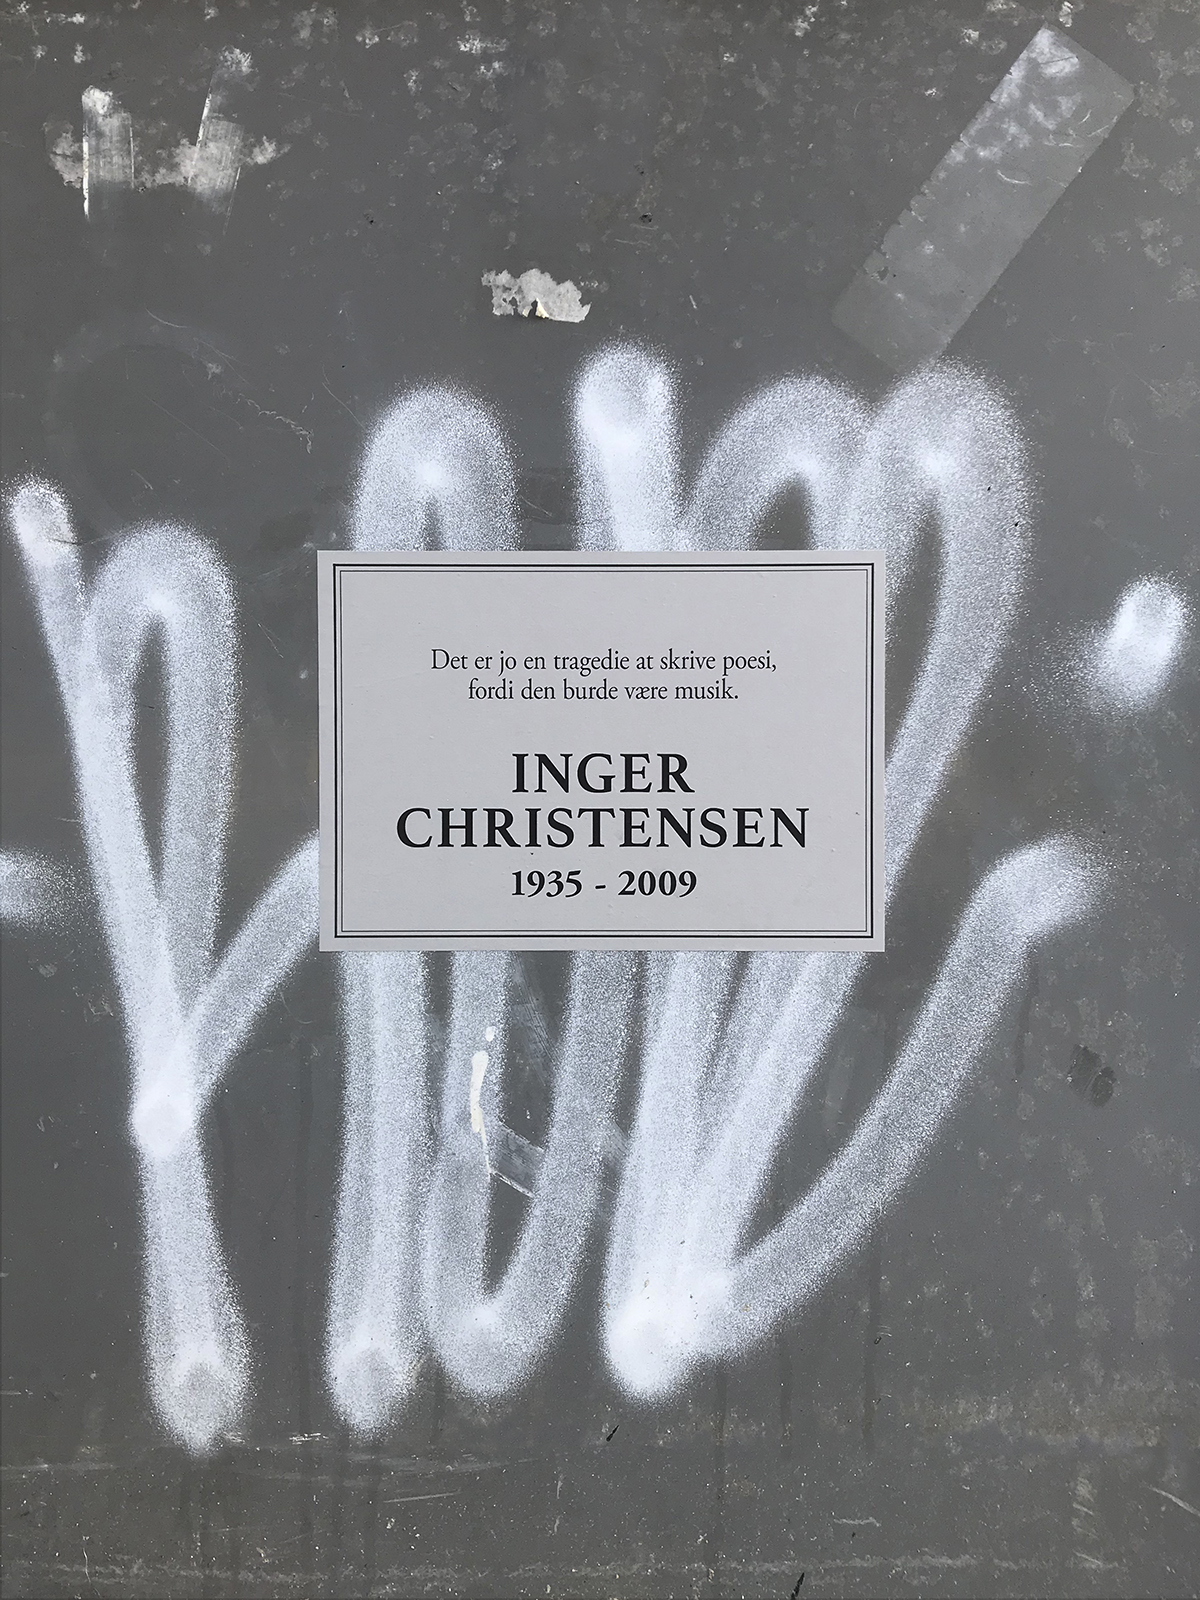 Det er jo en tragedie at skrive poesi,
fordi den burde være musik.
INGER
CHRISTENSEN
1935 - 2009